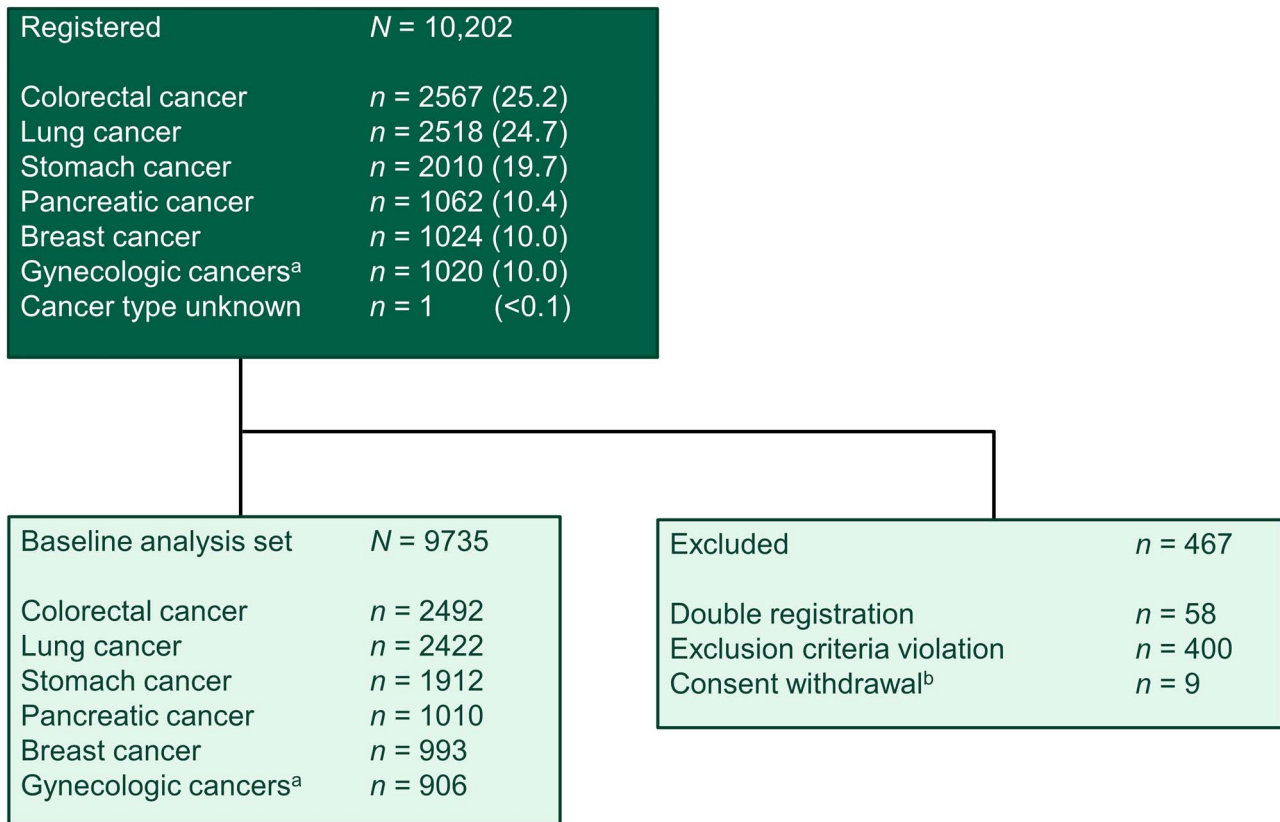 Registered N = 10,202
Colorectal cancer n = 2567 (25.2)
Lung cancer n = 2518 (24.7)
Stomach cancer n = 2010 (19.7)
Pancreatic cancer n = 1062 (10.4)
Breast cancer n = 1024 (10.0)
Gynecologic cancersᵃ n = 1020 (10.0)
Cancer type unknown n = 1 (<0.1)
Baseline analysis set N = 9735
Colorectal cancer n = 2492
Lung cancer n = 2422
Stomach cancer n = 1912
Pancreatic cancer n = 1010
Breast cancer n = 993
Gynecologic cancersᵃ n = 906
Excluded n = 467
Double registration n = 58
Exclusion criteria violation n = 400
Consent withdrawalᵇ n = 9